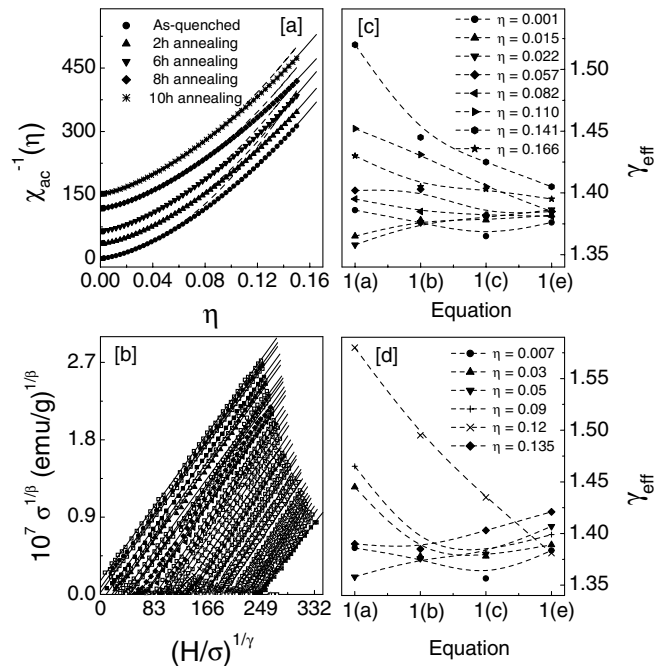 [a]
As-quenched
2h annealing
6h annealing
8h annealing
10h annealing
450
300
150
0
χac⁻¹(η)
0.00 0.04 0.08 0.12 0.16
η
[c]
η = 0.001
η = 0.015
η = 0.022
η = 0.057
η = 0.082
η = 0.110
η = 0.141
η = 0.166
1.50
1.45
1.40
1.35
γeff
1(a) 1(b) 1(c) 1(e)
Equation
[b]
2.7
1.8
0.9
0.0
10⁷ σ^1/β (emu/g)^1/β
0 83 166 249 332
(H/σ)^1/γ
[d]
η = 0.007
η = 0.03
η = 0.05
η = 0.09
η = 0.12
η = 0.135
1.55
1.50
1.45
1.40
1.35
γeff
1(a) 1(b) 1(c) 1(e)
Equation